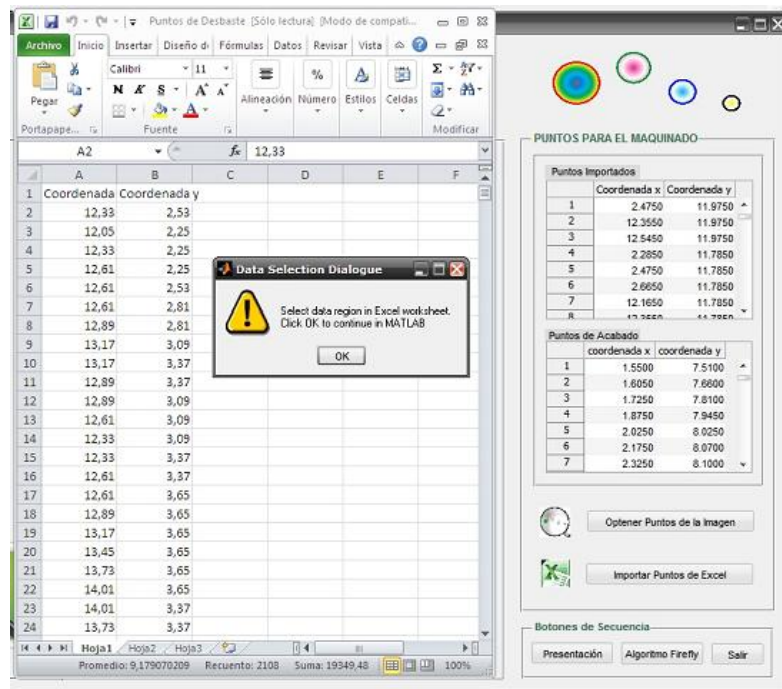 Puntos de Desbaste [Sólo lectura] [Modo de compati...
Archivo Inicio Insertar Diseño d Fórmulas Datos Revisar Vista
Pegar
Calibri 11
N K S A A
Alineación Número Estilos Celdas
Portapape... Fuente Modificar
A2 fx 12,33
A B C D E F
1 Coordenada Coordenada y
2 12,33 2,53
3 12,05 2,25
4 12,33 2,25
5 12,61 2,25
6 12,61 2,53
7 12,61 2,81
8 12,89 2,81
9 13,17 3,09
10 13,17 3,37
11 12,89 3,37
12 12,89 3,09
13 12,61 3,09
14 12,33 3,09
15 12,33 3,37
16 12,61 3,37
17 12,61 3,65
18 12,89 3,65
19 13,17 3,65
20 13,45 3,65
21 13,73 3,65
22 14,01 3,65
23 14,01 3,37
24 13,73 3,37
Hoja1 Hoja2 Hoja3
Promedio: 9,179070209 Recuento: 2108 Suma: 19349,48 100%
Data Selection Dialogue
Select data region in Excel worksheet.
Click OK to continue in MATLAB
OK
PUNTOS PARA EL MAQUINADO
Puntos Importados
Coordenada x Coordenada y
1 2.4750 11.9750
2 12.3550 11.9750
3 12.5450 11.9750
4 2.2850 11.7850
5 2.4750 11.7850
6 2.6650 11.7850
7 12.1650 11.7850
8 12.3550 11.7850
Puntos de Acabado
coordenada x coordenada y
1 1.5500 7.5100
2 1.6050 7.6600
3 1.7250 7.8100
4 1.8750 7.9450
5 2.0250 8.0250
6 2.1750 8.0700
7 2.3250 8.1000
Optener Puntos de la Imagen
Importar Puntos de Excel
Botones de Secuencia
Presentación Algoritmo Firefly Salir